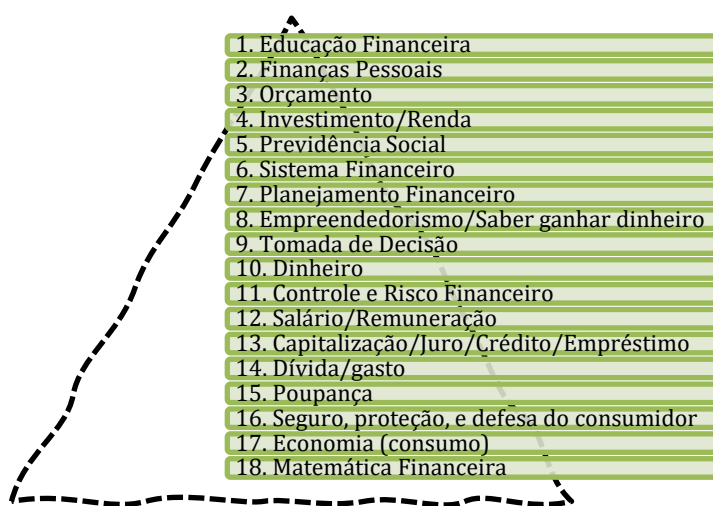 1. Educação Financeira
2. Finanças Pessoais
3. Orçamento
4. Investimento/Renda
5. Previdência Social
6. Sistema Financeiro
7. Planejamento Financeiro
8. Empreendedorismo/Saber ganhar dinheiro
9. Tomada de Decisão
10. Dinheiro
11. Controle e Risco Financeiro
12. Salário/Remuneração
13. Capitalização/Juro/Crédito/Empréstimo
14. Dívida/gasto
15. Poupança
16. Seguro, proteção, e defesa do consumidor
17. Economia (consumo)
18. Matemática Financeira